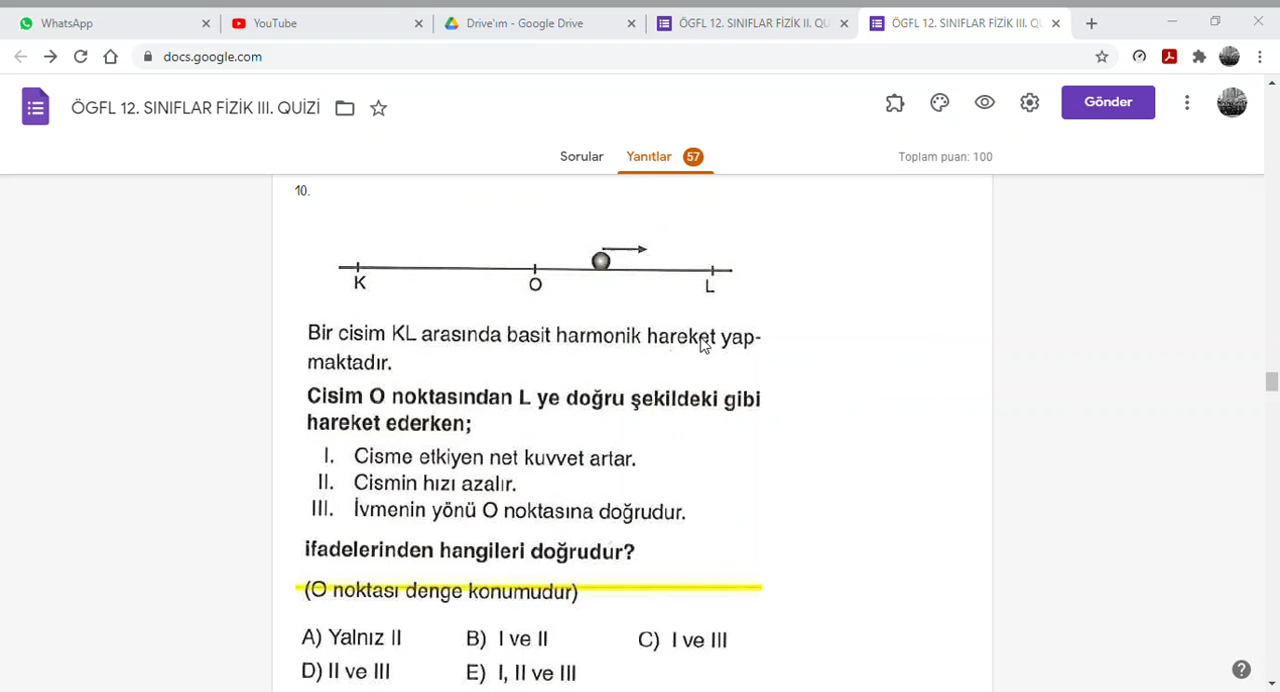 WhatsApp
YouTube
Drive'ım - Google Drive
ÖGFL 12. SINIFLAR FİZİK II. QUİZ
ÖGFL 12. SINIFLAR FİZİK III. QU
docs.google.com
ÖGFL 12. SINIFLAR FİZİK III. QUİZİ
Gönder
Sorular
Yanıtlar 57
Toplam puan: 100
10.
K O L
Bir cisim KL arasında basit harmonik hareket yap-
maktadır.
Cisim O noktasından L ye doğru şekildeki gibi
hareket ederken;
I. Cisme etkiyen net kuvvet artar.
II. Cismin hızı azalır.
III. İvmenin yönü O noktasına doğrudur.
ifadelerinden hangileri doğrudur?
(O noktası denge konumudur)
A) Yalnız II B) I ve II C) I ve III
D) II ve III E) I, II ve III